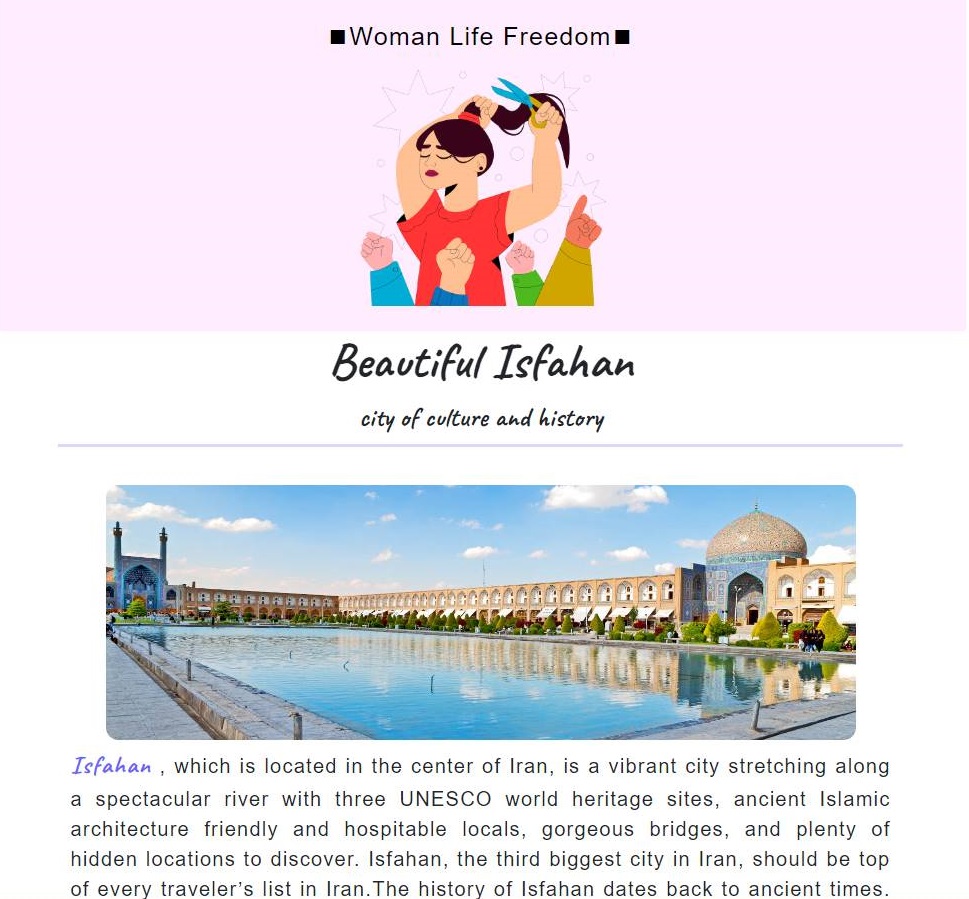 ■Woman Life Freedom■
Beautiful Isfahan
city of culture and history
Isfahan , which is located in the center of Iran, is a vibrant city stretching along
a spectacular river with three UNESCO world heritage sites, ancient Islamic
architecture friendly and hospitable locals, gorgeous bridges, and plenty of
hidden locations to discover. Isfahan, the third biggest city in Iran, should be top
of every traveler’s list in Iran.The history of Isfahan dates back to ancient times.